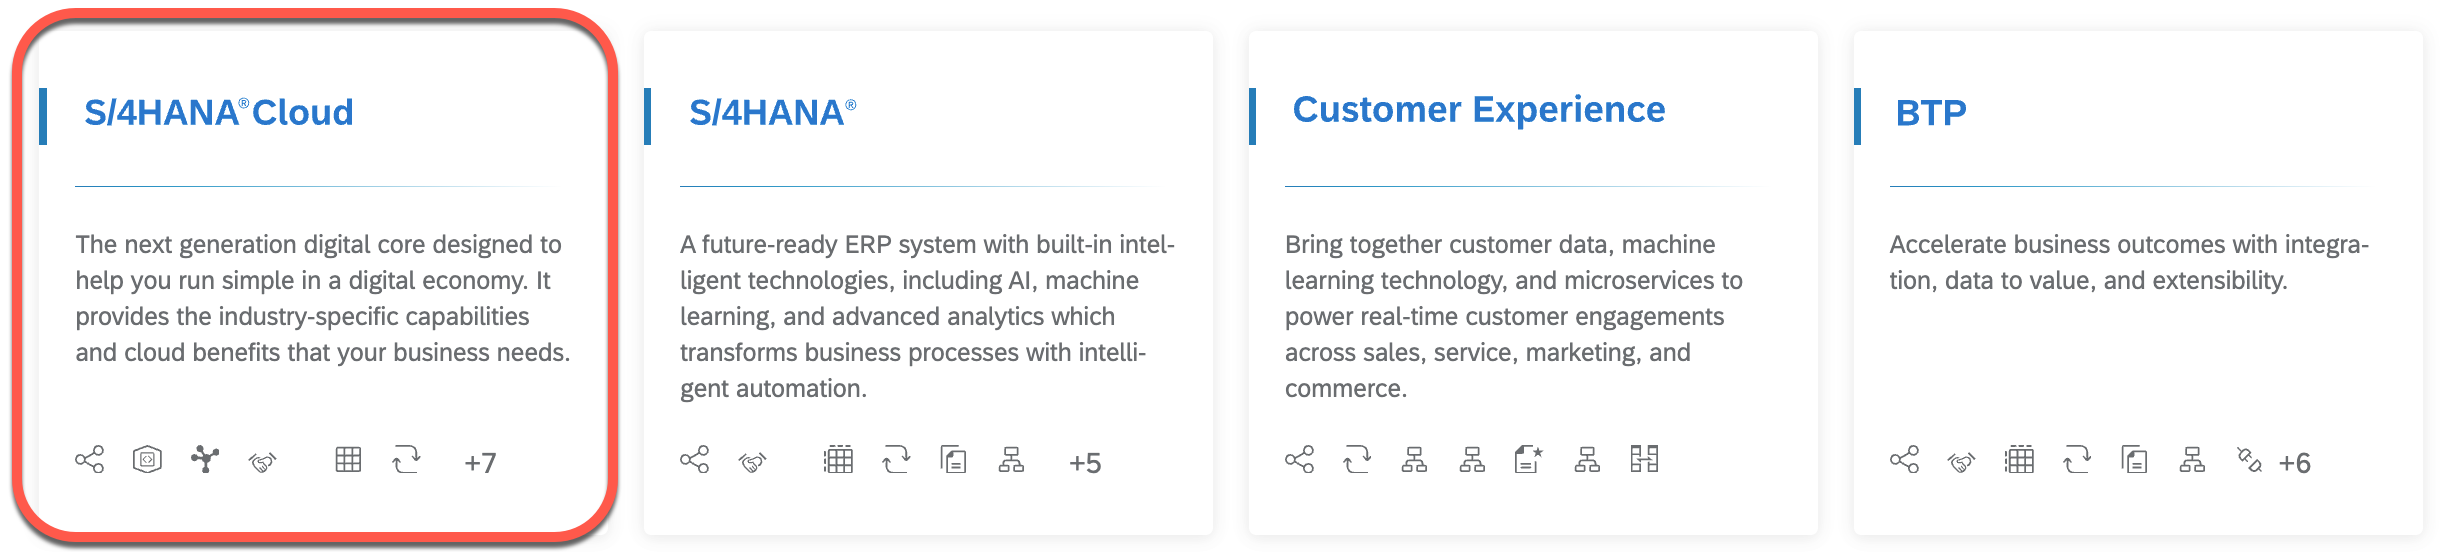 S/4HANA® Cloud
The next generation digital core designed to
help you run simple in a digital economy. It
provides the industry-specific capabilities
and cloud benefits that your business needs.
+7
S/4HANA®
A future-ready ERP system with built-in intel-
ligent technologies, including AI, machine
learning, and advanced analytics which
transforms business processes with intelli-
gent automation.
+5
Customer Experience
Bring together customer data, machine
learning technology, and microservices to
power real-time customer engagements
across sales, service, marketing, and
commerce.
BTP
Accelerate business outcomes with integra-
tion, data to value, and extensibility.
+6